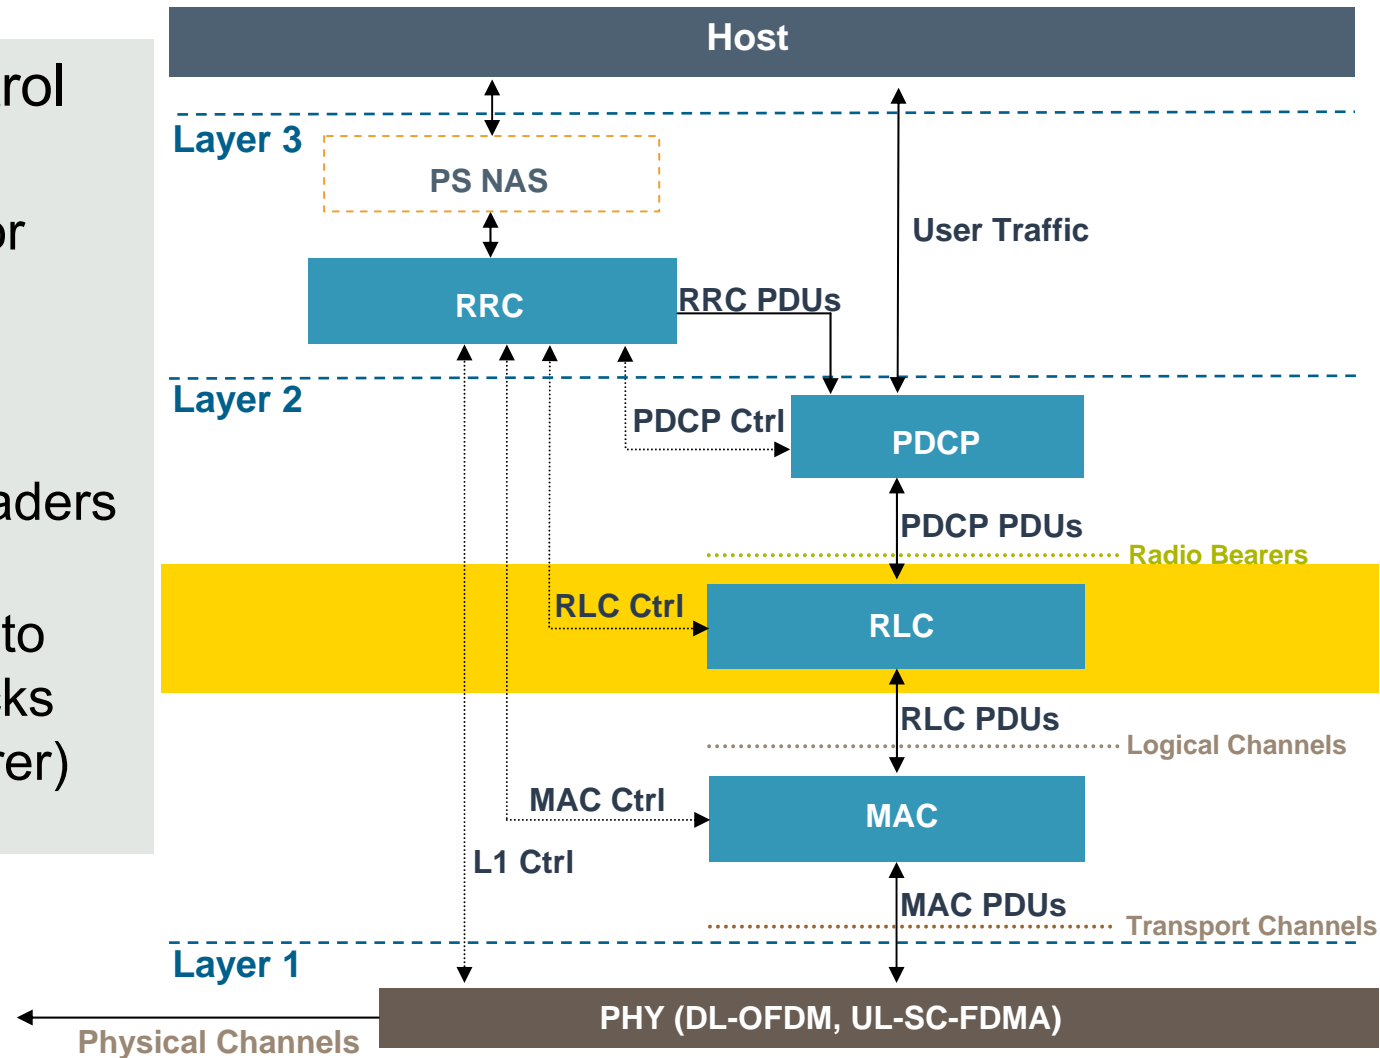 Host
rol
or
aders
to
cks
rer)
Layer 3
PS NAS
User Traffic
RRC
RRC PDUs
Layer 2
PDCP Ctrl
PDCP
PDCP PDUs
Radio Bearers
RLC Ctrl
RLC
RLC PDUs
Logical Channels
MAC Ctrl
MAC
L1 Ctrl
MAC PDUs
Transport Channels
Layer 1
PHY (DL-OFDM, UL-SC-FDMA)
Physical Channels